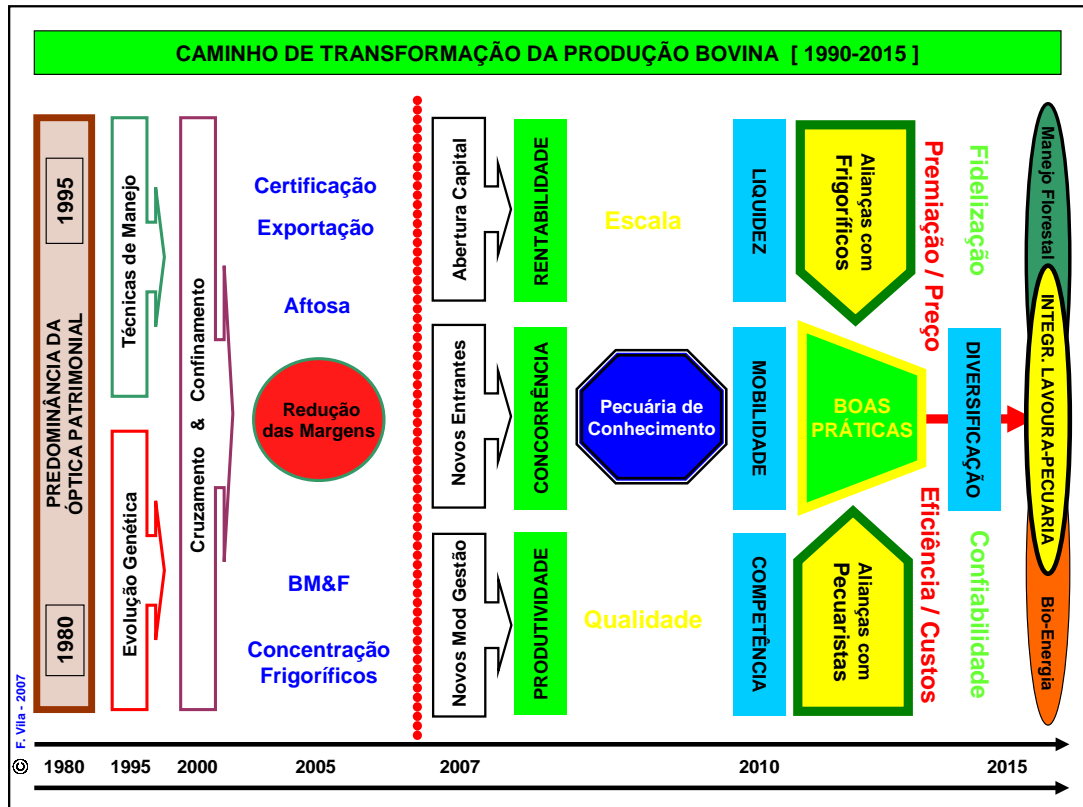 CAMINHO DE TRANSFORMAÇÃO DA PRODUÇÃO BOVINA [ 1990-2015 ]
1995
PREDOMINÂNCIA DA
ÓPTICA PATRIMONIAL
1980
Técnicas de Manejo
Evolução Genética
Cruzamento & Confinamento
Certificação
Exportação
Aftosa
Redução
das Margens
BM&F
Concentração
Frigoríficos
Abertura Capital
Novos Entrantes
Novos Mod Gestão
RENTABILIDADE
CONCORRÊNCIA
PRODUTIVIDADE
Escala
Pecuária de
Conhecimento
Qualidade
LIQUIDEZ
MOBILIDADE
COMPETÊNCIA
Alianças com
Frigoríficos
BOAS
PRÁTICAS
Alianças com
Pecuaristas
Premiação / Preço
Eficiência / Custos
Fidelização
DIVERSIFICAÇÃO
Confiabilidade
Manejo Florestal
INTEGR. LAVOURA-PECUARIA
Bio-Energia
© F. Vila - 2007
1980 1995 2000 2005 2007 2010 2015